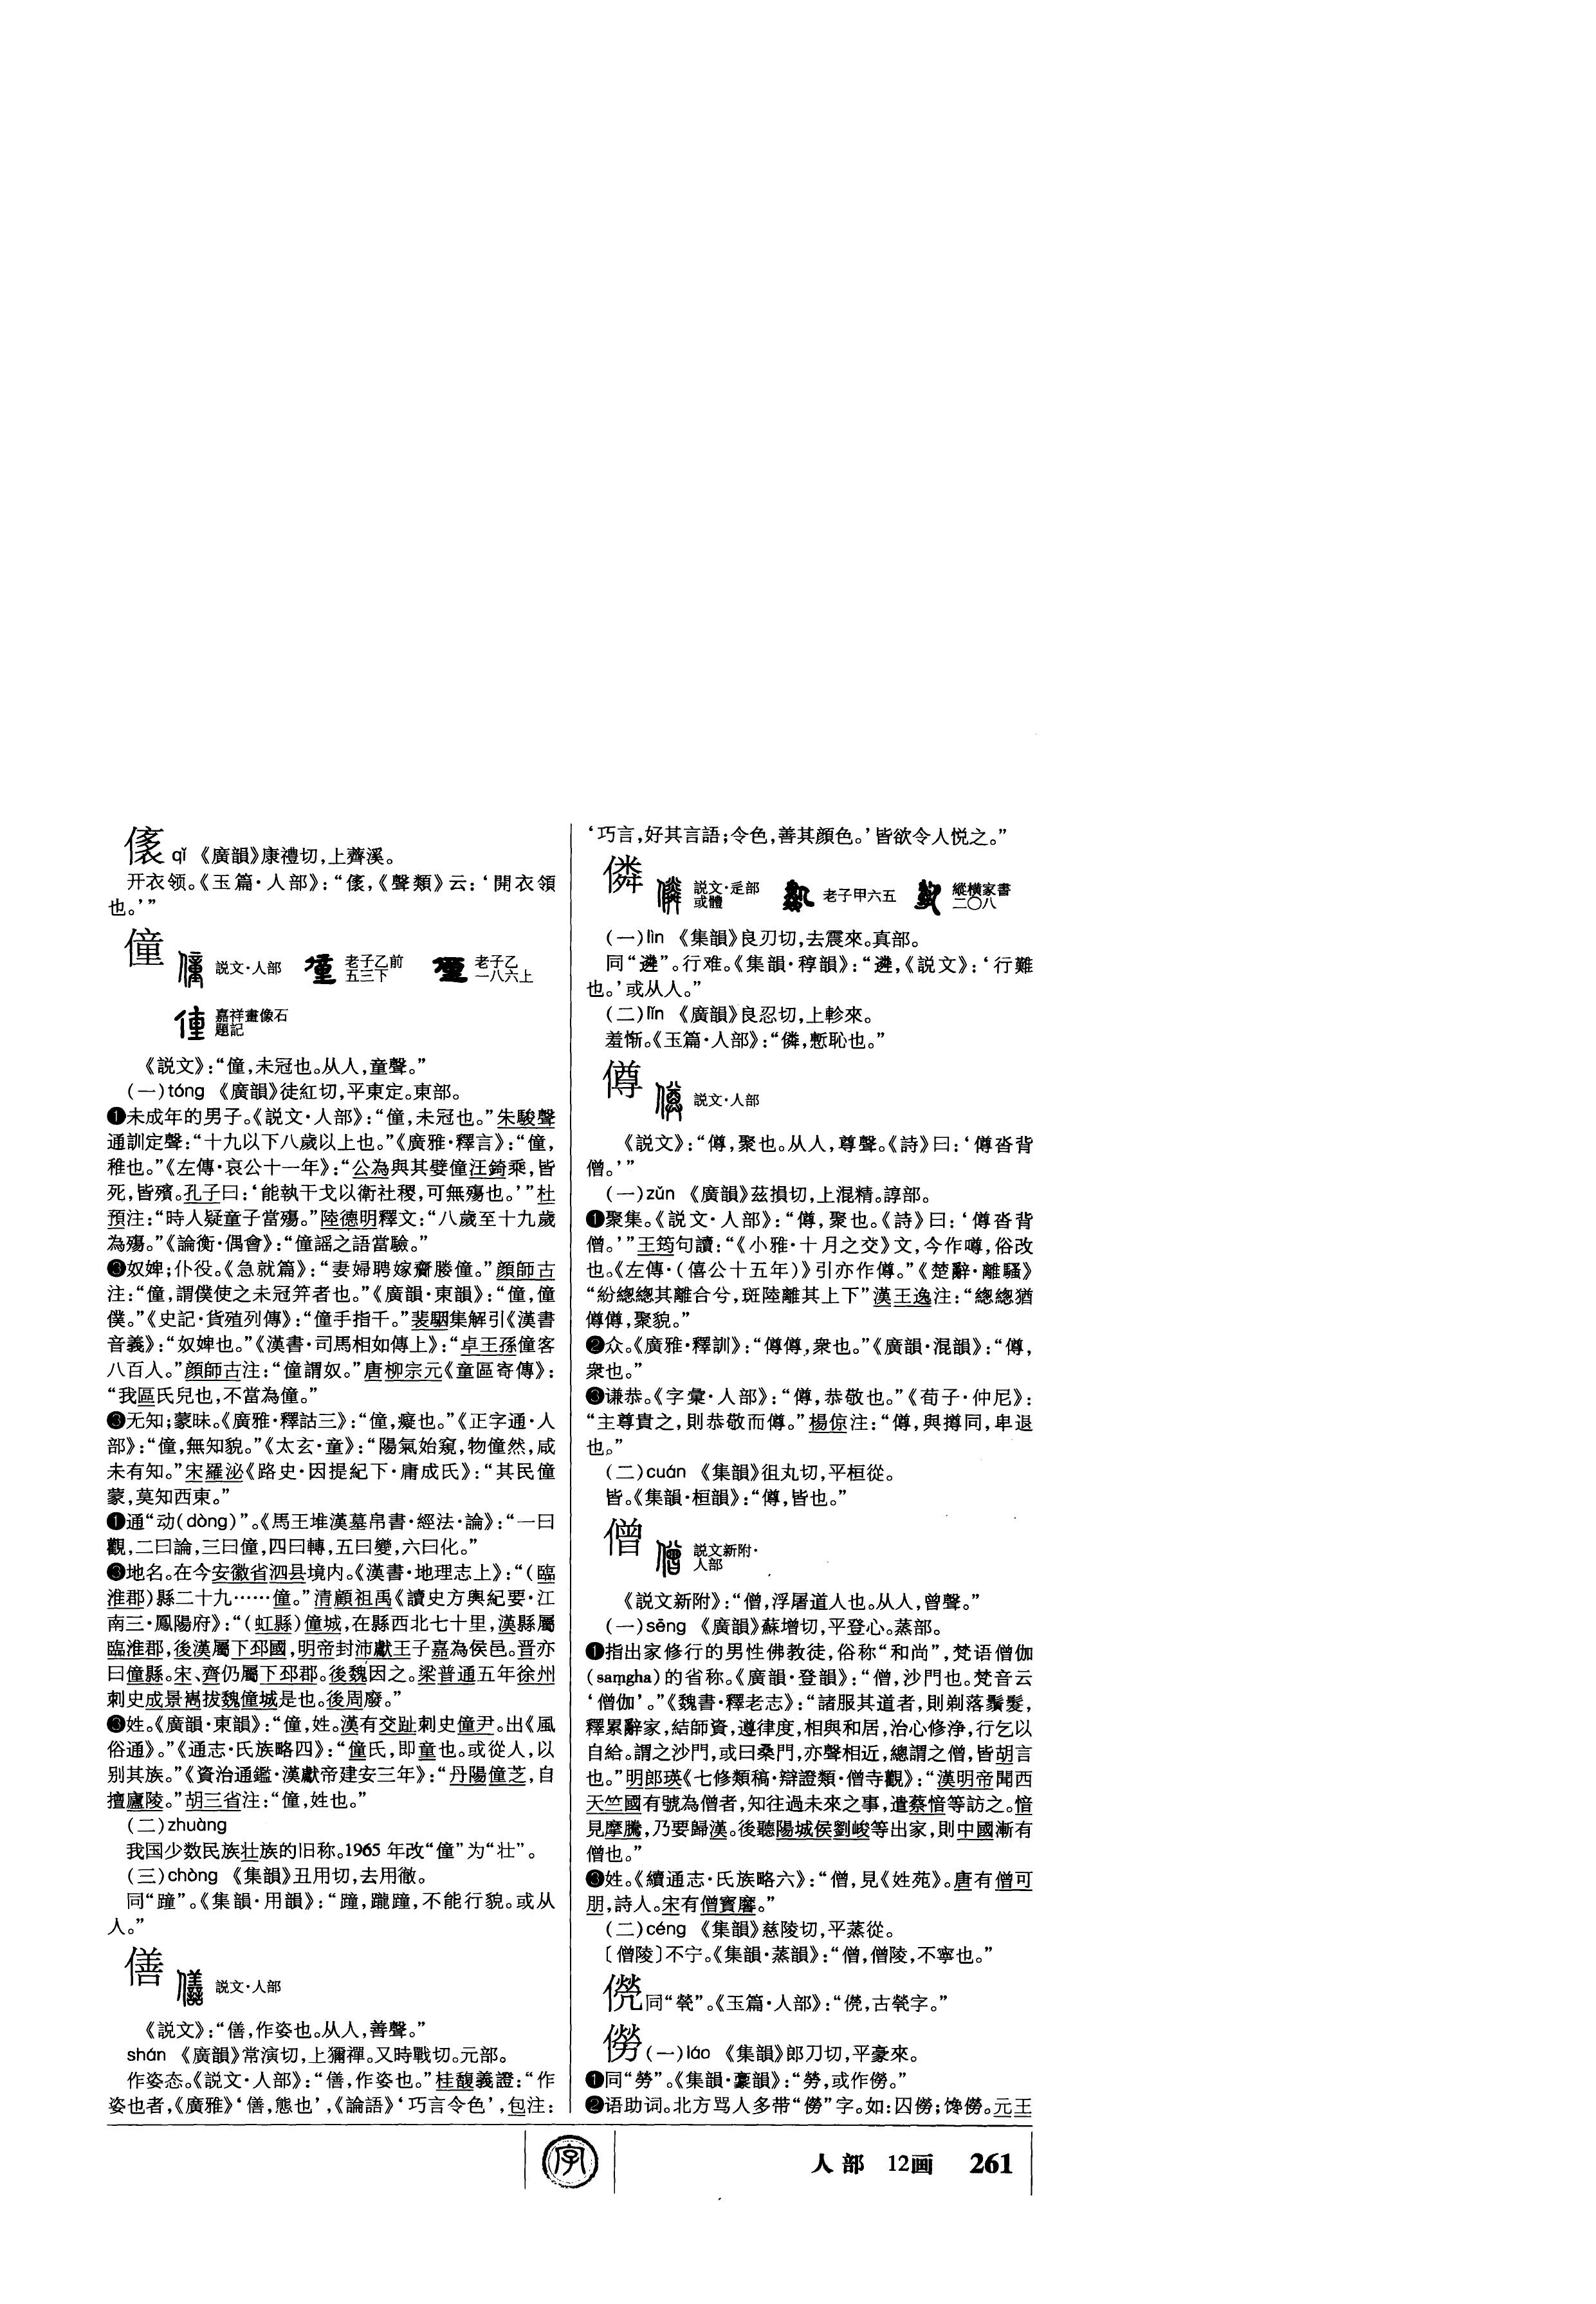 㒅 qǐ 《廣韻》康禮切，上薺溪。
开衣领。《玉篇·人部》：“㒅，《聲類》云：‘開衣領
也。’”
僮 説文·人部 老子乙前五三下 老子乙一八六上
嘉祥畫像石題記
《説文》：“僮，未冠也。从人，童聲。”
（一）tóng 《廣韻》徒紅切，平東定。東部。
❶未成年的男子。《説文·人部》：“僮，未冠也。”朱駿聲
通訓定聲：“十九以下八歲以上也。”《廣雅·釋言》：“僮，
稚也。”《左傳·哀公十一年》：“公為與其嬖僮汪錡乘，皆
死，皆殯。孔子曰：‘能執干戈以衛社稷，可無殤也。’”杜
預注：“時人疑童子當殤。”陸德明釋文：“八歲至十九歲
為殤。”《論衡·偶會》：“僮謡之語當驗。”
❸奴婢；仆役。《急就篇》：“妻婦聘嫁齎媵僮。”顔師古
注：“僮，謂僕使之未冠笄者也。”《廣韻·東韻》：“僮，僮
僕。”《史記·貨殖列傳》：“僮手指千。”裴駰集解引《漢書
音義》：“奴婢也。”《漢書·司馬相如傳上》：“卓王孫僮客
八百人。”顔師古注：“僮謂奴。”唐柳宗元《童區寄傳》：
“我區氏兒也，不當為僮。”
❸无知；蒙昧。《廣雅·釋詁三》：“僮，癡也。”《正字通·人
部》：“僮，無知貌。”《太玄·童》：“陽氣始窺，物僮然，咸
未有知。”宋羅泌《路史·因提紀下·庸成氏》：“其民僮
蒙，莫知西東。”
❶通“动（dòng）”。《馬王堆漢墓帛書·經法·論》：“一曰
觀，二曰論，三曰僮，四曰轉，五曰變，六曰化。”
❸地名。在今安徽省泗县境内。《漢書·地理志上》：“（臨
淮郡）縣二十九……僮。”清顧祖禹《讀史方輿紀要·江
南三·鳳陽府》：“（虹縣）僮城，在縣西北七十里，漢縣屬
臨淮郡，後漢屬下邳國，明帝封沛獻王子嘉為侯邑。晋亦
曰僮縣。宋、齊仍屬下邳郡。後魏因之。梁普通五年徐州
刺史成景嶲拔魏僮城是也。後周廢。”
❸姓。《廣韻·東韻》：“僮，姓。漢有交趾刺史僮尹。出《風
俗通》。”《通志·氏族略四》：“僮氏，即童也。或從人，以
别其族。”《資治通鑑·漢獻帝建安三年》：“丹陽僮芝，自
擅廬陵。”胡三省注：“僮，姓也。”
（二）zhuàng
我国少数民族壮族的旧称。1965年改“僮”为“壮”。
（三）chòng 《集韻》丑用切，去用徹。
同“蹱”。《集韻·用韻》：“蹱，躘蹱，不能行貌。或从
人。”
僐 説文·人部
《説文》：“僐，作姿也。从人，善聲。”
shán 《廣韻》常演切，上獮禪。又時戰切。元部。
作姿态。《説文·人部》：“僐，作姿也。”桂馥義證：“作
姿也者，《廣雅》‘僐，態也’，《論語》‘巧言令色’，包注：
‘巧言，好其言語；令色，善其顔色。’皆欲令人悦之。”
僯 説文·辵部或體 老子甲六五 縱横家書二〇八
（一）lìn 《集韻》良刃切，去震來。真部。
同“遴”。行难。《集韻·稕韻》：“遴，《説文》：‘行難
也。’或从人。”
（二）lǐn 《廣韻》良忍切，上軫來。
羞惭。《玉篇·人部》：“僯，慙恥也。”
僔 説文·人部
《説文》：“僔，聚也。从人，尊聲。《詩》曰：‘僔沓背
僧。’”
（一）zǔn 《廣韻》茲損切，上混精。諄部。
❶聚集。《説文·人部》：“僔，聚也。《詩》曰：‘僔沓背
僧。’”王筠句讀：“《小雅·十月之交》文，今作噂，俗改
也。《左傳·（僖公十五年）》引亦作僔。”《楚辭·離騷》
“紛總總其離合兮，斑陸離其上下”漢王逸注：“總總猶
僔僔，聚貌。”
❷众。《廣雅·釋訓》：“僔僔，衆也。”《廣韻·混韻》：“僔，
衆也。”
❸谦恭。《字彙·人部》：“僔，恭敬也。”《荀子·仲尼》：
“主尊貴之，則恭敬而僔。”楊倞注：“僔，與撙同，卑退
也。”
（二）cuán 《集韻》徂丸切，平桓從。
皆。《集韻·桓韻》：“僔，皆也。”
僧 説文新附·人部
《説文新附》：“僧，浮屠道人也。从人，曾聲。”
（一）sēng 《廣韻》蘇增切，平登心。蒸部。
❶指出家修行的男性佛教徒，俗称“和尚”，梵语僧伽
（saṃgha）的省称。《廣韻·登韻》：“僧，沙門也。梵音云
‘僧伽’。”《魏書·釋老志》：“諸服其道者，則剃落鬚髮，
釋累辭家，結師資，遵律度，相與和居，治心修净，行乞以
自給。謂之沙門，或曰桑門，亦聲相近，總謂之僧，皆胡言
也。”明郎瑛《七修類稿·辯證類·僧寺觀》：“漢明帝聞西
天竺國有號為僧者，知往過未來之事，遣蔡愔等訪之。愔
見摩騰，乃要歸漢。後聽陽城侯劉峻等出家，則中國漸有
僧也。”
❸姓。《續通志·氏族略六》：“僧，見《姓苑》。唐有僧可
朋，詩人。宋有僧寳麐。”
（二）céng 《集韻》慈陵切，平蒸從。
〔僧陵〕不宁。《集韻·蒸韻》：“僧，僧陵，不寧也。”
㒌同“㷀”。《玉篇·人部》：“㒌，古㷀字。”
僗（一）láo 《集韻》郎刀切，平豪來。
❶同“勞”。《集韻·豪韻》：“勞，或作僗。”
❷语助词。北方骂人多带“僗”字。如：囚僗；馋僗。元王
字 人部 12画 261